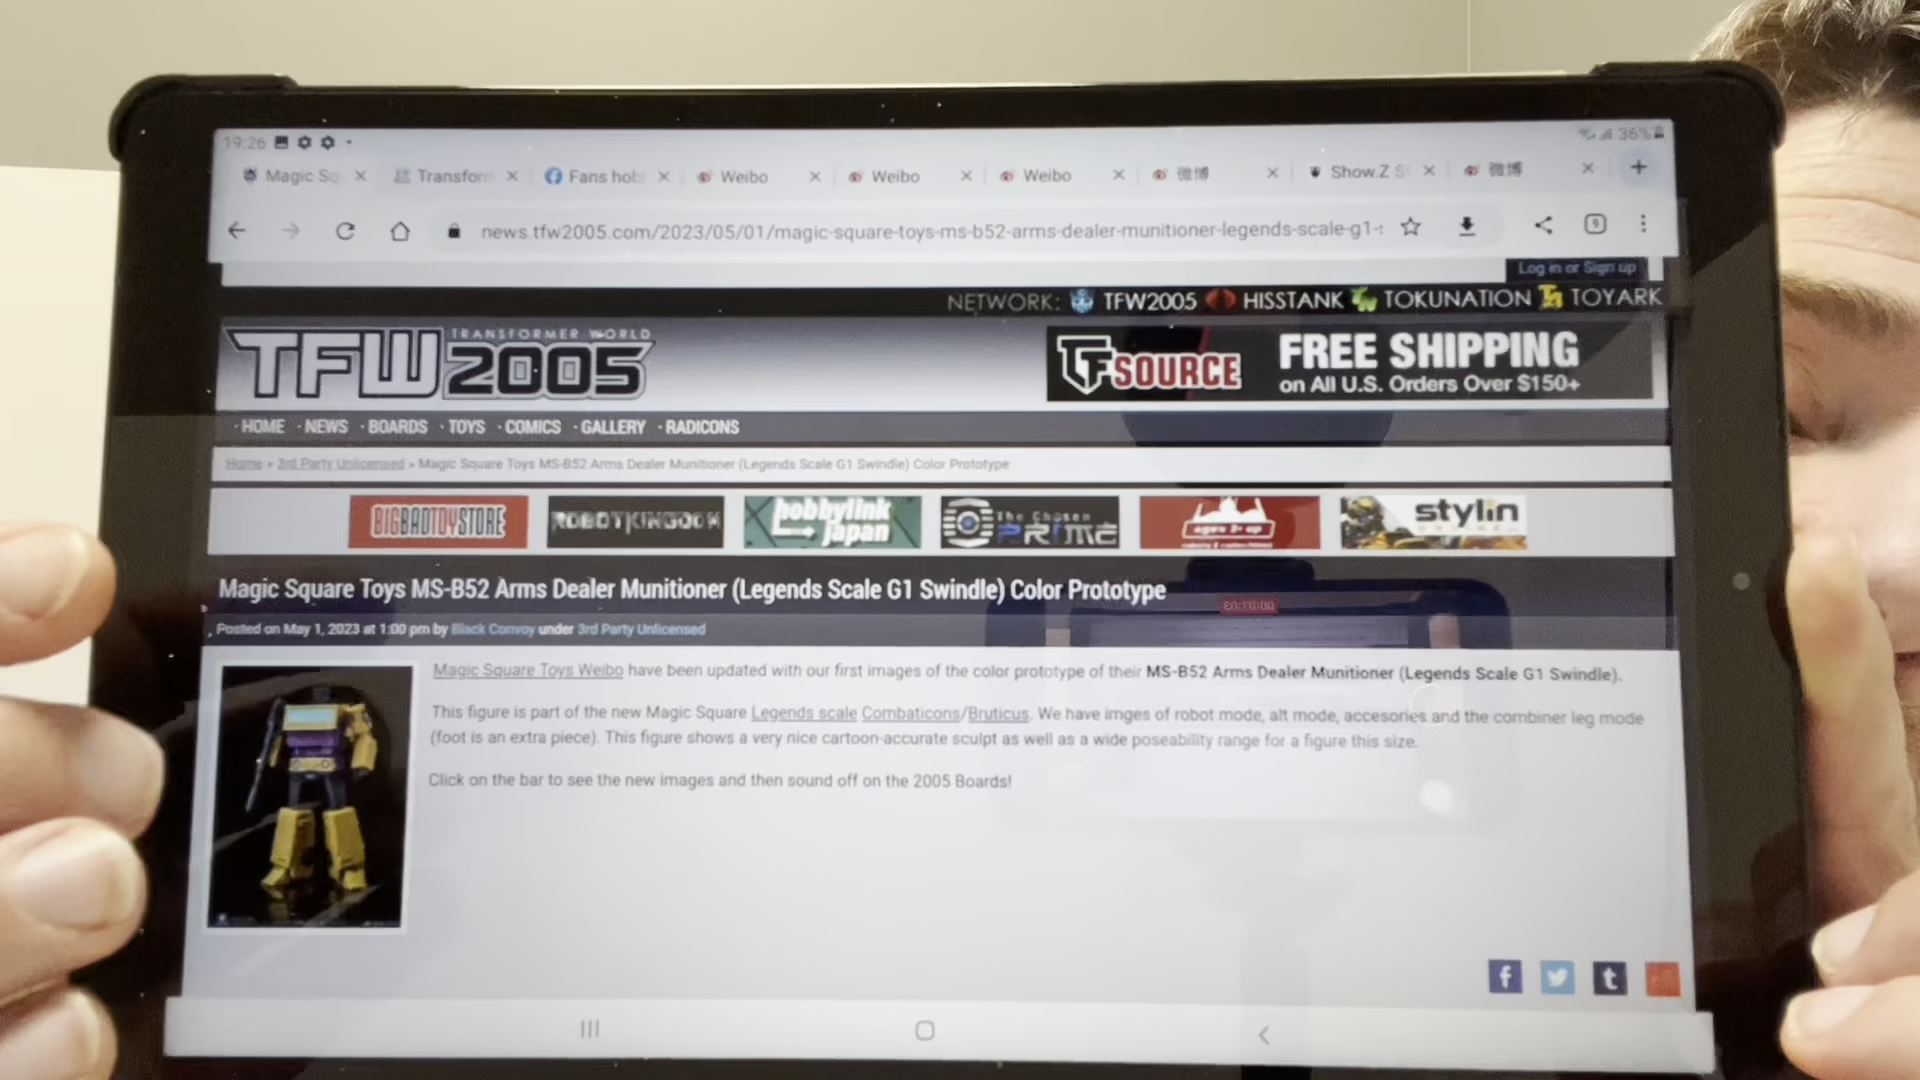 19:26
36%
Magic Sq
Transform
Fans hob
Weibo
Weibo
Weibo
微博
Show.Z S
微博
news.tfw2005.com/2023/05/01/magic-square-toys-ms-b52-arms-dealer-munitioner-legends-scale-g1-s
9
Log in or Sign up
NETWORK: TFW2005 HISSTANK TOKUNATION TOYARK
TRANSFORMER WORLD
TFW2005
TFSOURCE
FREE SHIPPING
on All U.S. Orders Over $150+
· HOME · NEWS · BOARDS · TOYS · COMICS · GALLERY · RADICONS
Home » 3rd Party Unlicensed » Magic Square Toys MS-B52 Arms Dealer Munitioner (Legends Scale G1 Swindle) Color Prototype
BIGBADTOYSTORE
ROBOTKINGDOM
hobbylink
japan
The Chosen
PRIME
ages 3+ up
stylin
Magic Square Toys MS-B52 Arms Dealer Munitioner (Legends Scale G1 Swindle) Color Prototype
Posted on May 1, 2023 at 1:00 pm by Black Convoy under 3rd Party Unlicensed
Magic Square Toys Weibo have been updated with our first images of the color prototype of their MS-B52 Arms Dealer Munitioner (Legends Scale G1 Swindle).
This figure is part of the new Magic Square Legends scale Combaticons/Bruticus. We have imges of robot mode, alt mode, accesories and the combiner leg mode
(foot is an extra piece). This figure shows a very nice cartoon-accurate sculpt as well as a wide poseability range for a figure this size.
Click on the bar to see the new images and then sound off on the 2005 Boards!